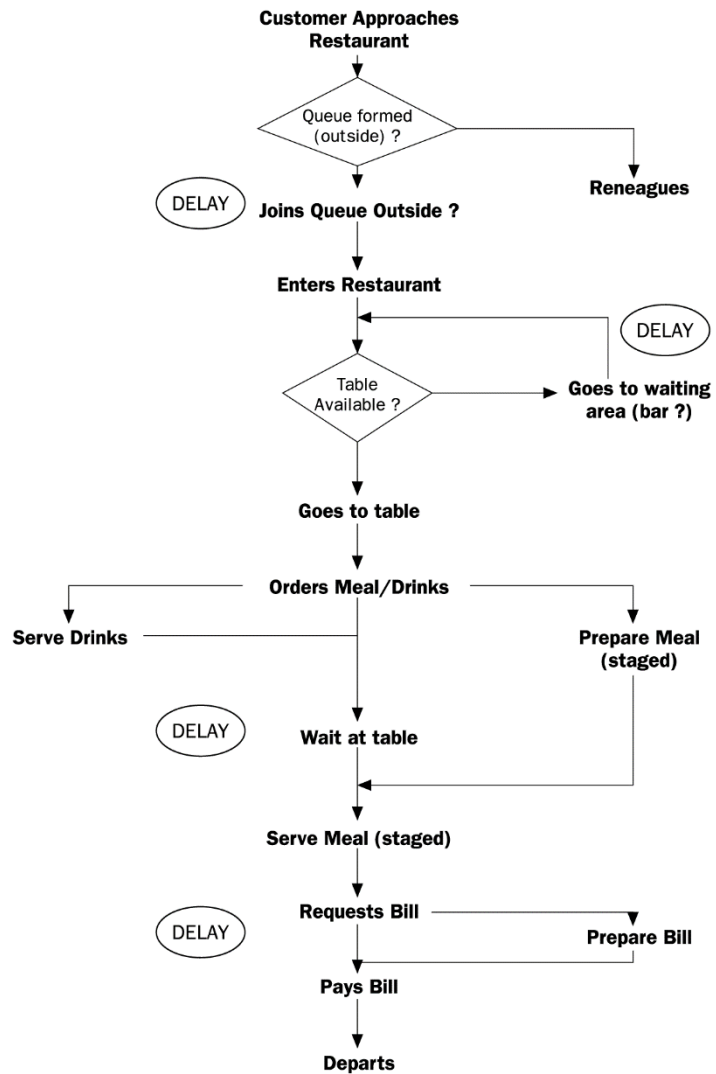 Customer Approaches
Restaurant
Queue formed
(outside) ?
Reneagues
DELAY
Joins Queue Outside ?
Enters Restaurant
DELAY
Table
Available ?
Goes to waiting
area (bar ?)
Goes to table
Orders Meal/Drinks
Serve Drinks
Prepare Meal
(staged)
DELAY
Wait at table
Serve Meal (staged)
Requests Bill
DELAY
Prepare Bill
Pays Bill
Departs